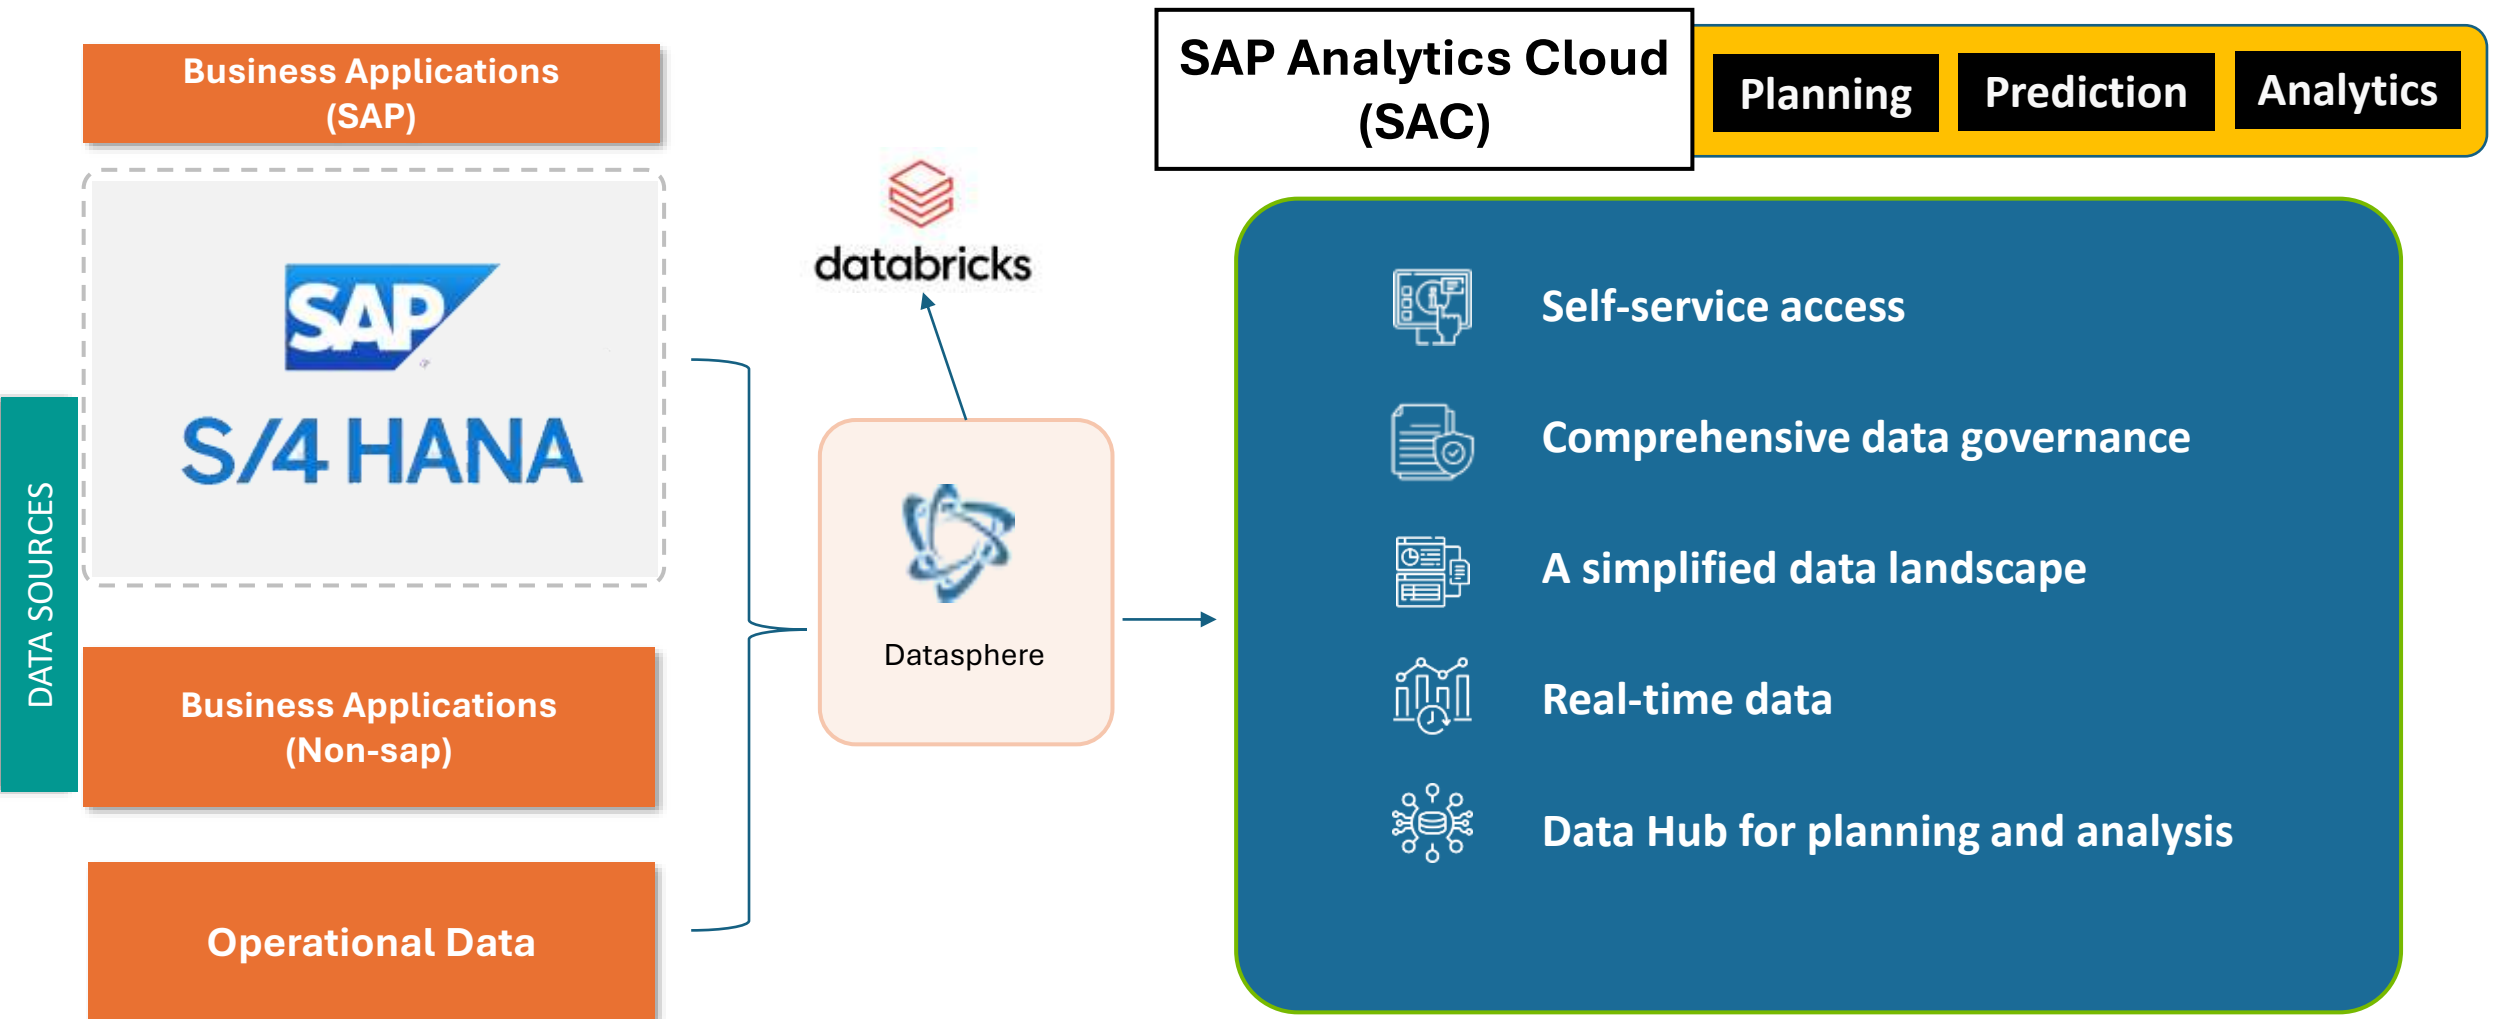 Business Applications
(SAP)
SAP
S/4 HANA
DATA SOURCES
Business Applications
(Non-sap)
Operational Data
databricks
Datasphere
SAP Analytics Cloud
(SAC)
Planning
Prediction
Analytics
Self-service access
Comprehensive data governance
A simplified data landscape
Real-time data
Data Hub for planning and analysis